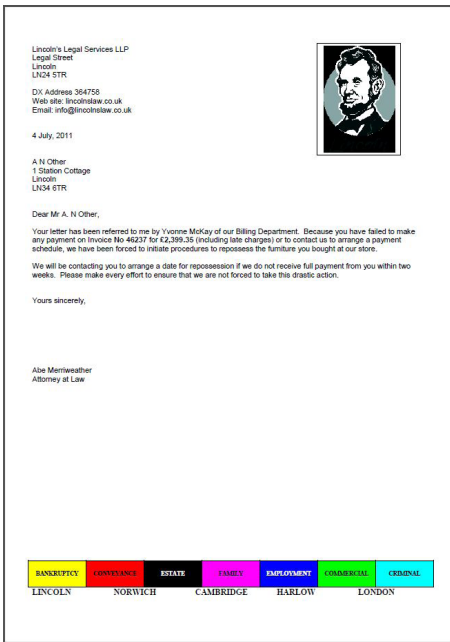 Lincoln's Legal Services LLP
Legal Street
Lincoln
LN24 5TR
DX Address 364758
Web site: lincolnslaw.co.uk
Email: info@lincolnslaw.co.uk
4 July, 2011
A N Other
1 Station Cottage
Lincoln
LN34 6TR
Dear Mr A. N Other,
Your letter has been referred to me by Yvonne McKay of our Billing Department. Because you have failed to make
any payment on Invoice No 46237 for £2,399.35 (including late charges) or to contact us to arrange a payment
schedule, we have been forced to initiate procedures to repossess the furniture you bought at our store.
We will be contacting you to arrange a date for repossession if we do not receive full payment from you within two
weeks. Please make every effort to ensure that we are not forced to take this drastic action.
Yours sincerely,
Abe Merriweather
Attorney at Law
BANKRUPTCY CONVEYANCE ESTATE FAMILY EMPLOYMENT COMMERCIAL CRIMINAL
LINCOLN NORWICH CAMBRIDGE HARLOW LONDON